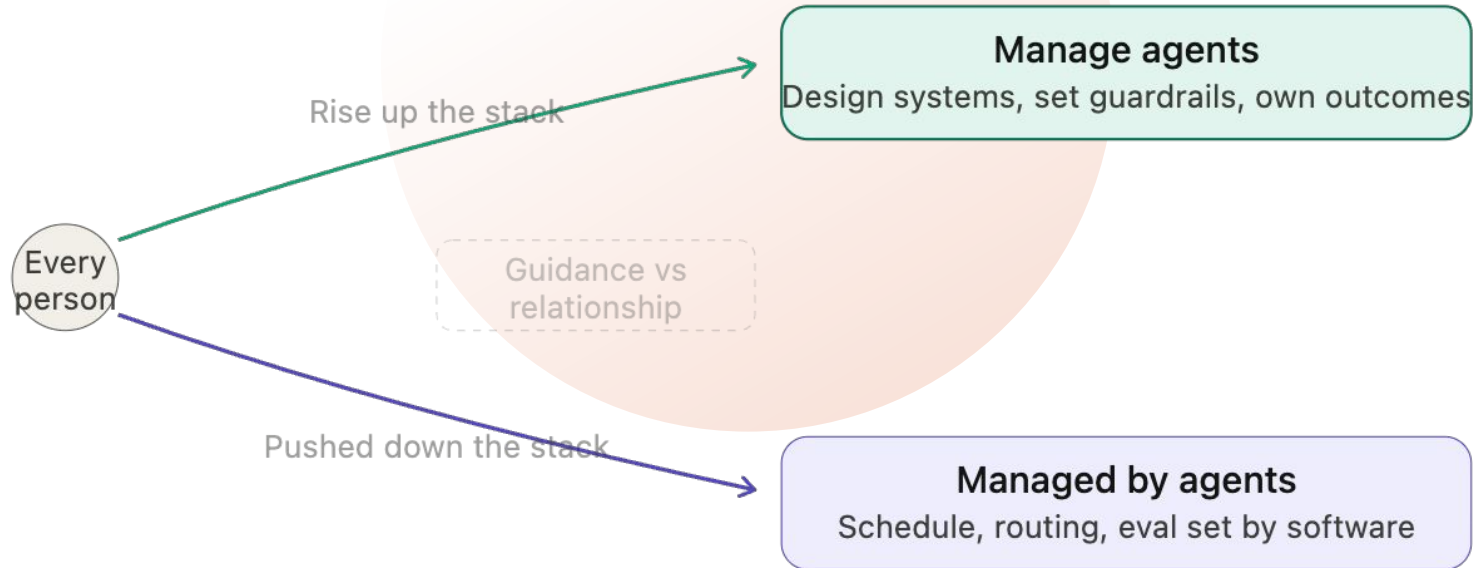 Manage agents
Design systems, set guardrails, own outcomes
Rise up the stack
Every
person
Guidance vs
relationship
Pushed down the stack
Managed by agents
Schedule, routing, eval set by software